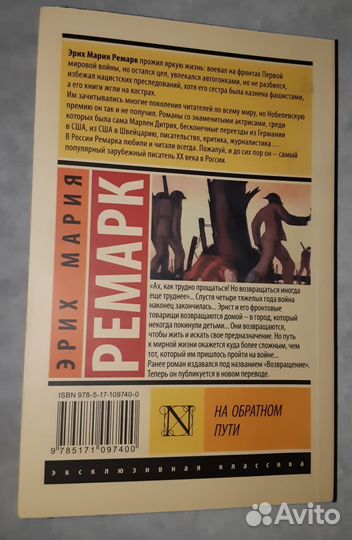 Эрих Мария Ремарк прожил яркую жизнь: воевал на фронтах Первой
мировой войны, но остался цел, увлекался автогонками, но не разбился,
избежал нацистских преследований, хотя его сестра была казнена фашистами,
а его книги жгли на кострах.
Им зачитывались многие поколения читателей по всему миру, но Нобелевскую
премию он так и не получил. Романы со знаменитыми актрисами, среди
которых была сама Марлен Дитрих, бесконечные переезды из Германии
в США, из США в Швейцарию, писательство, критика, журналистика...
В России Ремарка любили и читали всегда. Пожалуй, и до сих пор он – самый
популярный зарубежный писатель XX века в России.
ЭРИХ МАРИЯ
РЕМАРК
«Ах, как трудно прощаться! Но возвращаться иногда
еще труднее»... Спустя четыре тяжелых года война
наконец закончилась... Эрнст и его фронтовые
товарищи возвращаются домой – в город, который
некогда покинули детьми... Они возвращаются,
чтобы жить и искать свое предназначение. Но путь
к мирной жизни окажется куда более сложным, чем
тот, который им пришлось пройти на войне...
Ранее роман издавался под названием «Возвращение».
Теперь он публикуется в новом переводе.
ISBN 978-5-17-109740-0
9 785171 097400
N
НА ОБРАТНОМ
ПУТИ
эксклюзивная классика
Avito